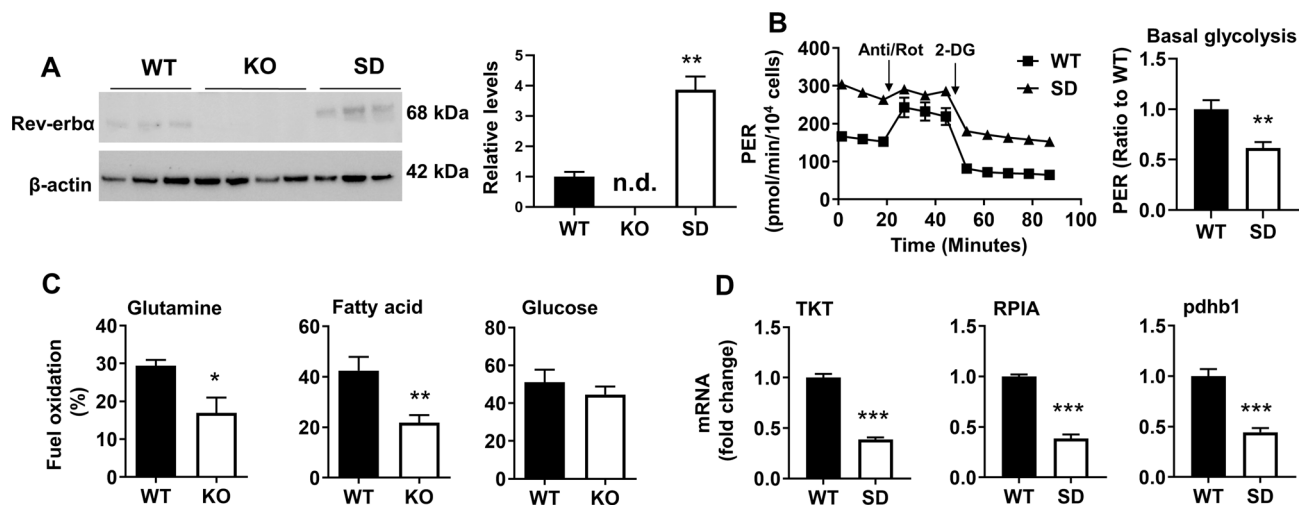 A
WT KO SD
Rev-erbα
68 kDa
β-actin
42 kDa
Relative levels
5
4
3
2
1
0
**
n.d.
WT KO SD
B
PER
(pmol/min/10⁴ cells)
400
300
200
100
0
Anti/Rot 2-DG
WT
SD
0 20 40 60 80 100
Time (Minutes)
Basal glycolysis
PER (Ratio to WT)
1.5
1.0
0.5
0.0
**
WT SD
C
Fuel oxidation
(%)
Glutamine
40
30
20
10
0
*
WT KO
Fatty acid
60
40
20
0
**
WT KO
Glucose
80
60
40
20
0
WT KO
D
mRNA
(fold change)
TKT
1.5
1.0
0.5
0.0
***
WT SD
RPIA
1.5
1.0
0.5
0.0
***
WT SD
pdhb1
1.5
1.0
0.5
0.0
***
WT SD